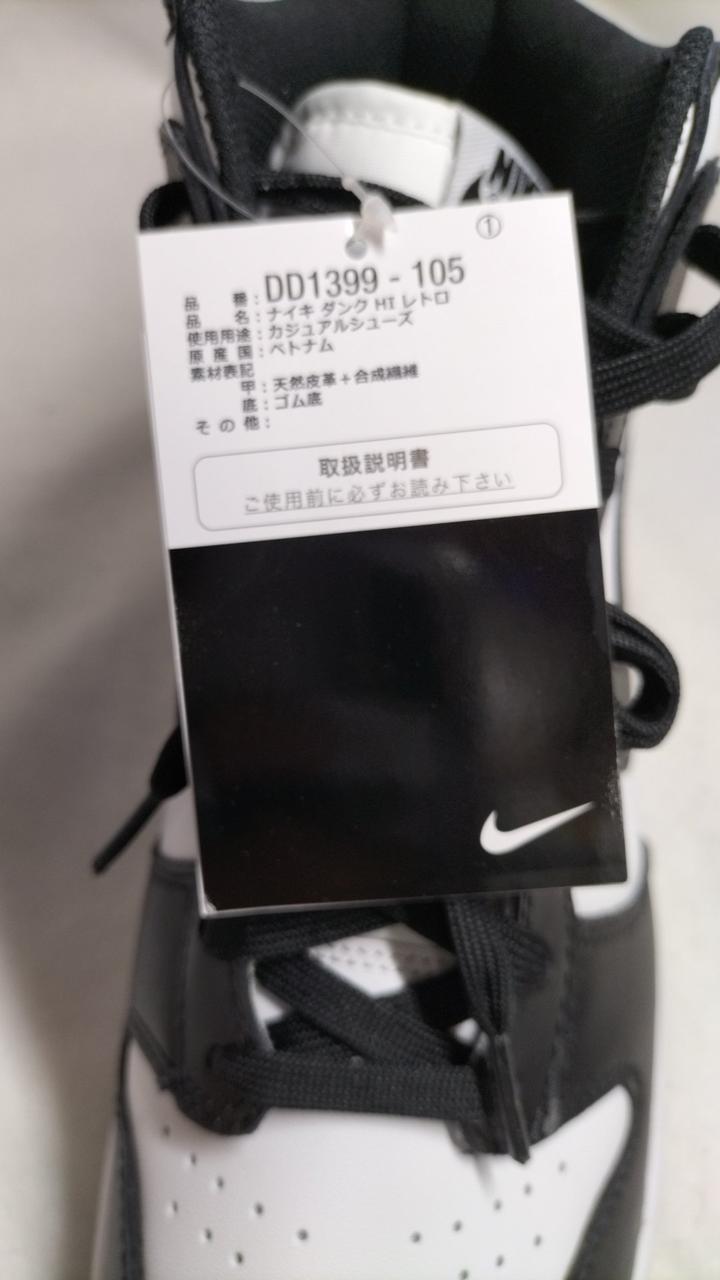 ①
品 番：DD1399 - 105
品 名：ナイキ ダンク HI レトロ
使用用途：カジュアルシューズ
原 産 国：ベトナム
素材表記
甲：天然皮革＋合成繊維
底：ゴム底
そ の 他：
取扱説明書
ご使用前に必ずお読み下さい